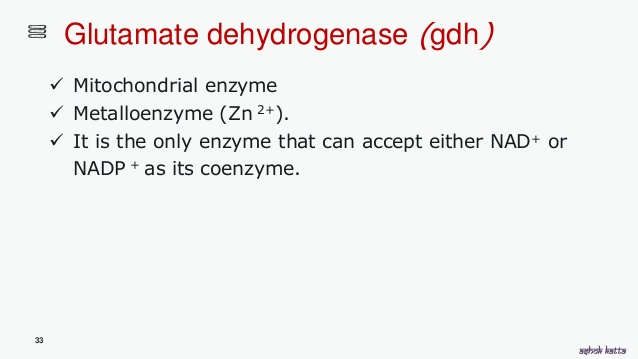 Glutamate dehydrogenase (gdh)
✓ Mitochondrial enzyme
✓ Metalloenzyme (Zn 2+).
✓ It is the only enzyme that can accept either NAD+ or
NADP + as its coenzyme.
33
Ashok Katta